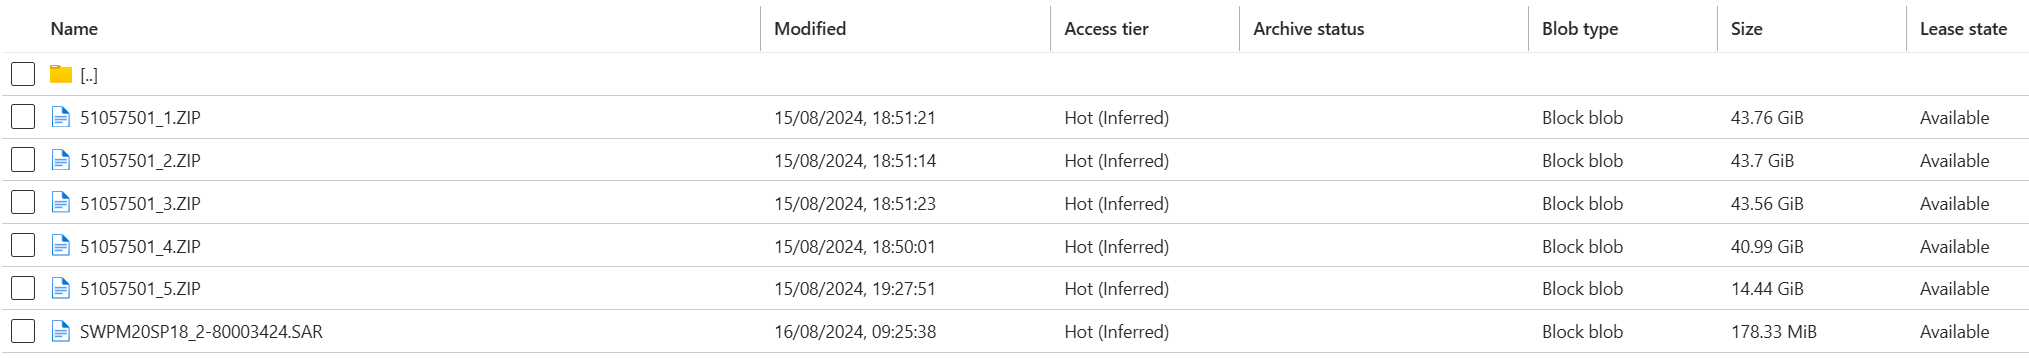 Name Modified Access tier Archive status Blob type Size Lease state
[..]
51057501_1.ZIP 15/08/2024, 18:51:21 Hot (Inferred) Block blob 43.76 GiB Available
51057501_2.ZIP 15/08/2024, 18:51:14 Hot (Inferred) Block blob 43.7 GiB Available
51057501_3.ZIP 15/08/2024, 18:51:23 Hot (Inferred) Block blob 43.56 GiB Available
51057501_4.ZIP 15/08/2024, 18:50:01 Hot (Inferred) Block blob 40.99 GiB Available
51057501_5.ZIP 15/08/2024, 19:27:51 Hot (Inferred) Block blob 14.44 GiB Available
SWPM20SP18_2-80003424.SAR 16/08/2024, 09:25:38 Hot (Inferred) Block blob 178.33 MiB Available